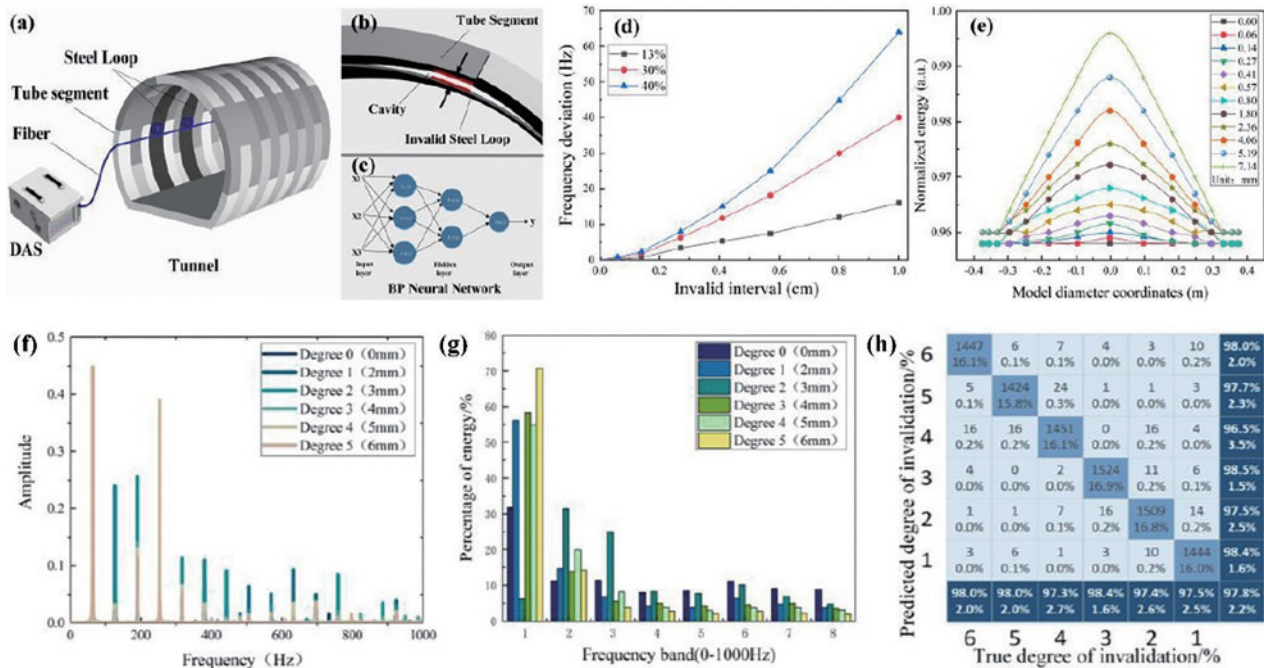 (a)
Steel Loop
Tube segment
Fiber
DAS
Tunnel
(b)
Tube Segment
Cavity
Invalid Steel Loop
(c)
X1
X2
X3
y
Input layer
Hidden layer
Output layer
BP Neural Network
(d)
Frequency deviation (Hz)
70
60
50
40
30
20
10
0
13%
30%
40%
0.0 0.2 0.4 0.6 0.8 1.0
Invalid interval (cm)
(e)
Normalized energy (a.u.)
1.00
0.99
0.98
0.97
0.96
0.00
0.06
0.14
0.27
0.41
0.57
0.80
1.80
2.36
4.06
5.19
7.14
Unit: mm
-0.4 -0.3 -0.2 -0.1 0.0 0.1 0.2 0.3 0.4
Model diameter coordinates (m)
(f)
Amplitude
0.5
0.4
0.3
0.2
0.1
0.0
Degree 0 (0mm)
Degree 1 (2mm)
Degree 2 (3mm)
Degree 3 (4mm)
Degree 4 (5mm)
Degree 5 (6mm)
0 200 400 600 800 1000
Frequency (Hz)
(g)
Percentage of energy/%
80
70
60
50
40
30
20
10
0
Degree 0 (0mm)
Degree 1 (2mm)
Degree 2 (3mm)
Degree 3 (4mm)
Degree 4 (5mm)
Degree 5 (6mm)
1 2 3 4 5 6 7 8
Frequency band(0-1000Hz)
(h)
Predicted degree of invalidation/%
6 1447 6 7 4 3 10 98.0%
16.1% 0.1% 0.1% 0.0% 0.0% 0.2% 2.0%
5 5 1424 24 1 1 3 97.7%
0.1% 15.8% 0.3% 0.0% 0.0% 0.0% 2.3%
4 16 16 1451 0 16 4 96.5%
0.2% 0.2% 16.1% 0.0% 0.2% 0.0% 3.5%
3 4 0 2 1524 11 6 98.5%
0.0% 0.0% 0.0% 16.9% 0.2% 0.1% 1.5%
2 1 1 7 16 1509 14 97.5%
0.0% 0.0% 0.1% 0.2% 16.8% 0.2% 2.5%
1 3 6 1 3 10 1444 98.4%
0.0% 0.1% 0.0% 0.0% 0.2% 16.0% 1.6%
98.0% 98.0% 97.3% 98.4% 97.4% 97.5% 97.8%
2.0% 2.0% 2.7% 1.6% 2.6% 2.5% 2.2%
6 5 4 3 2 1
True degree of invalidation/%